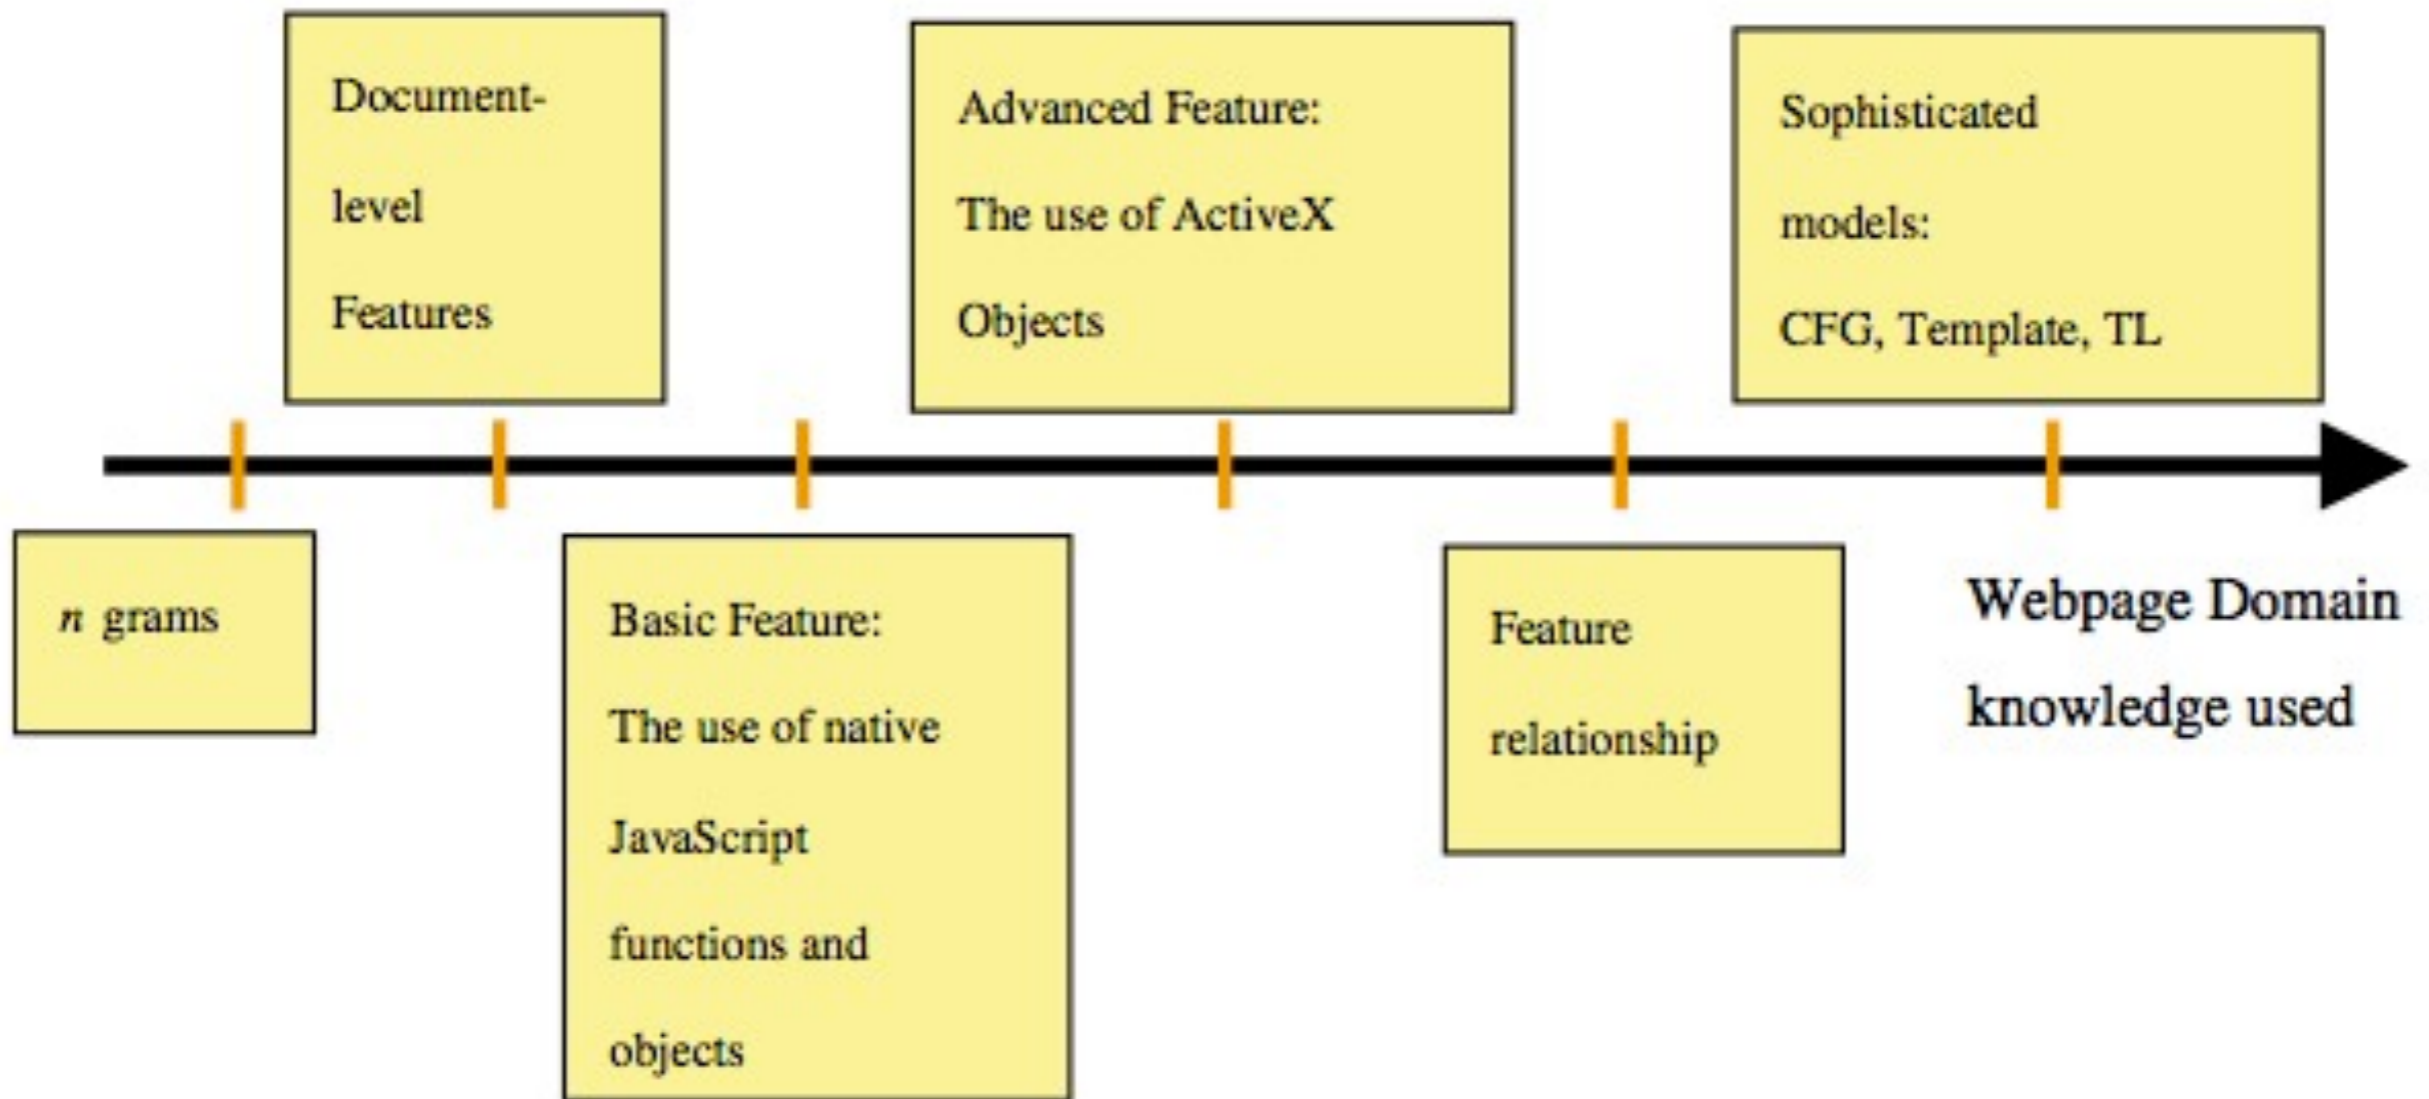 Document-
level
Features
Advanced Feature:
The use of ActiveX
Objects
Sophisticated
models:
CFG, Template, TL
n grams
Basic Feature:
The use of native
JavaScript
functions and
objects
Feature
relationship
Webpage Domain
knowledge used